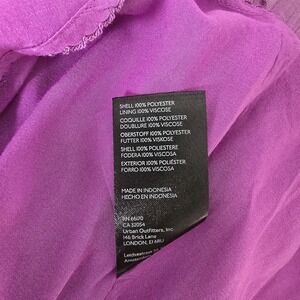 SHELL 100% POLYESTER
LINING 100% VISCOSE
COQUILLE 100% POLYESTER
DOUBLURE 100% VISCOSE
OBERSTOFF 100% POLYESTER
FUTTER 100% VISKOSE
SHELL 100% POLIESTERE
FODERA 100% VISCOSA
EXTERIOR 100% POLIÉSTER
FORRO 100% VISCOSA
MADE IN INDONESIA
HECHO EN INDONESIA
RN 66170
CA 32054
Urban Outfitters, Inc
146 Brick Lane
LONDON, E1 6RU